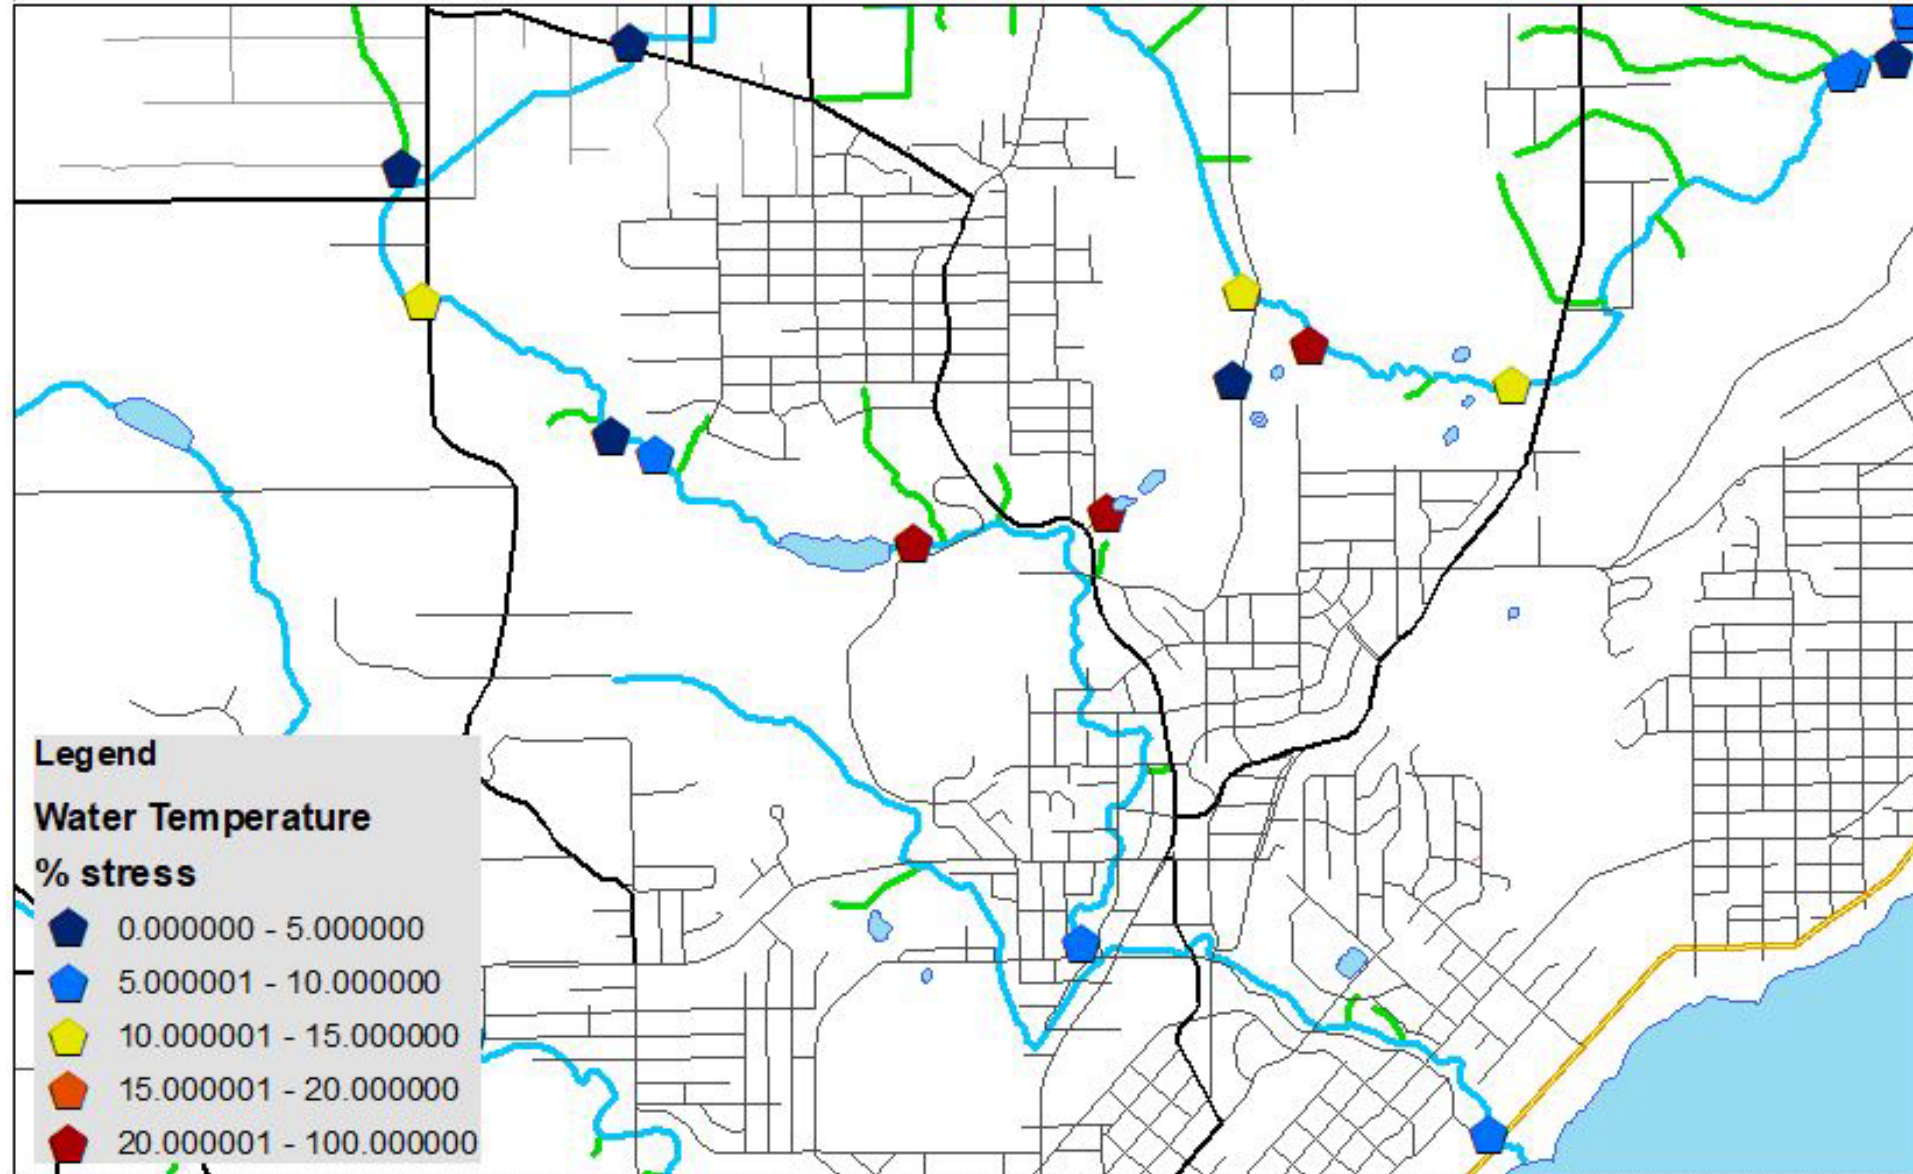 Legend
Water Temperature
% stress
0.000000 - 5.000000
5.000001 - 10.000000
10.000001 - 15.000000
15.000001 - 20.000000
20.000001 - 100.000000